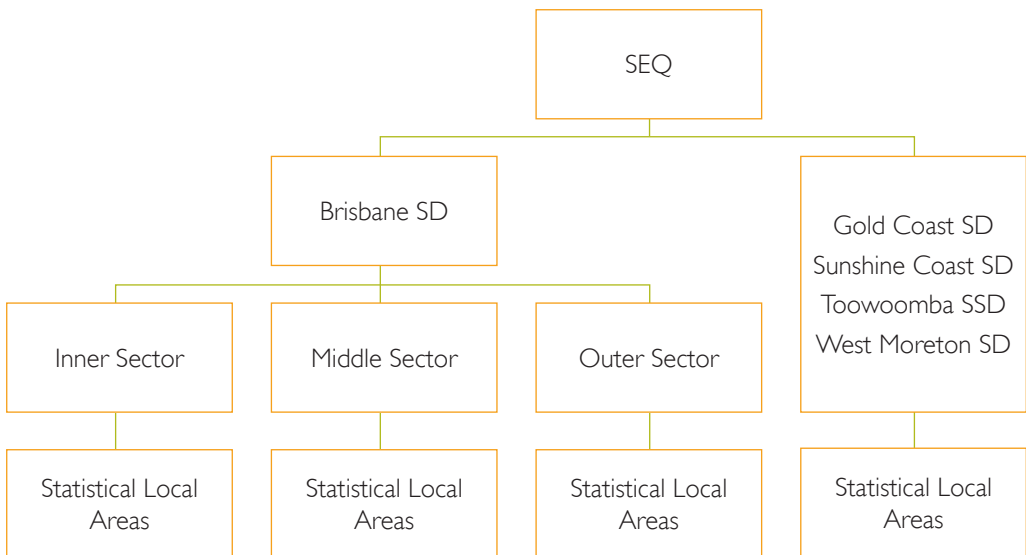 SEQ
Brisbane SD
Gold Coast SD
Sunshine Coast SD
Toowoomba SSD
West Moreton SD
Inner Sector
Middle Sector
Outer Sector
Statistical Local
Areas
Statistical Local
Areas
Statistical Local
Areas
Statistical Local
Areas